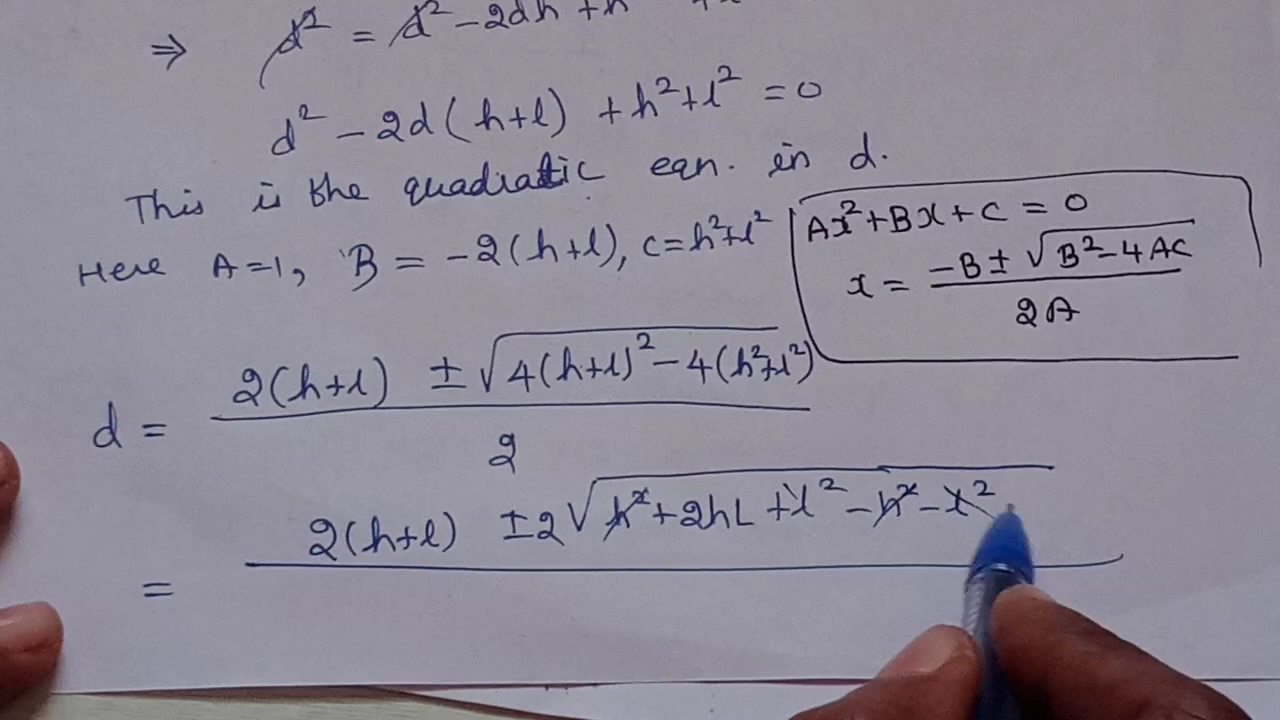 ⇒ d² = d² - 2dh + h
d² - 2d(h+l) + h²+l² = 0
This is the quadratic eqn. in d.
Here A=1, B = -2(h+l), C=h²+l²
Ax²+Bx+C = 0
x = (-B ± √(B²-4AC)) / 2A
d = (2(h+l) ± √(4(h+l)²-4(h²+l²))) / 2
= 2(h+l) ±2√(h²+2hL+l²-h²-l²)